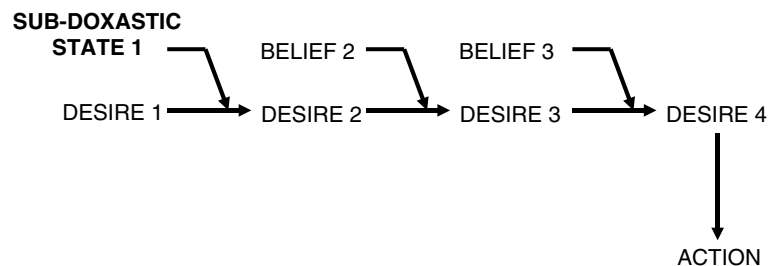 SUB-DOXASTIC
STATE 1
BELIEF 2
BELIEF 3
DESIRE 1
DESIRE 2
DESIRE 3
DESIRE 4
ACTION